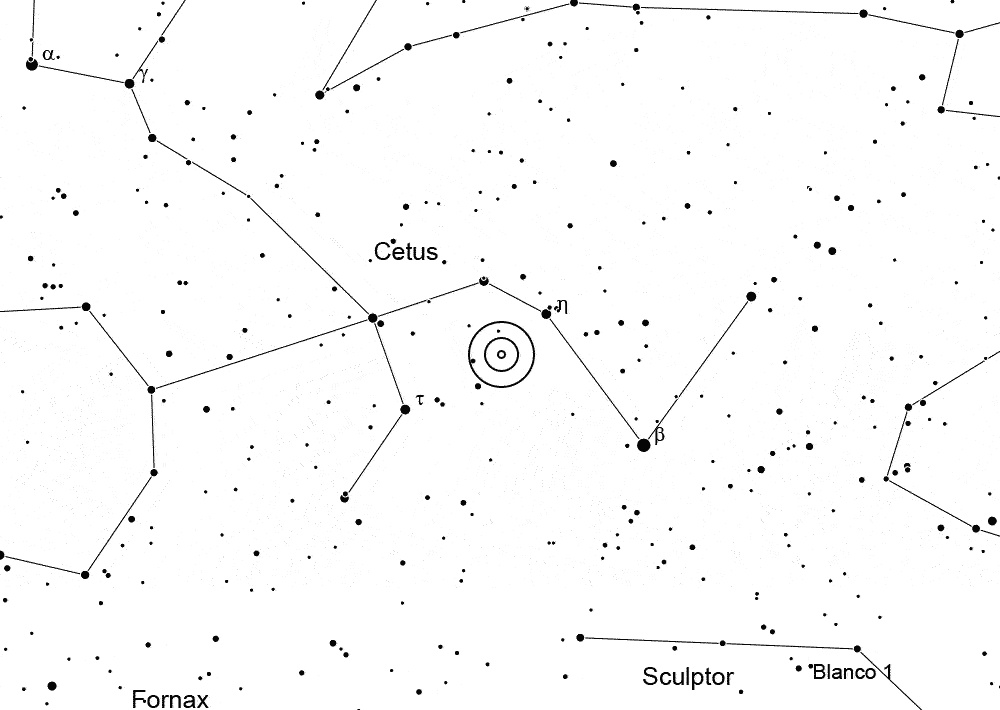 α
γ
Cetus
η
τ
β
Sculptor
Blanco 1
Fornax